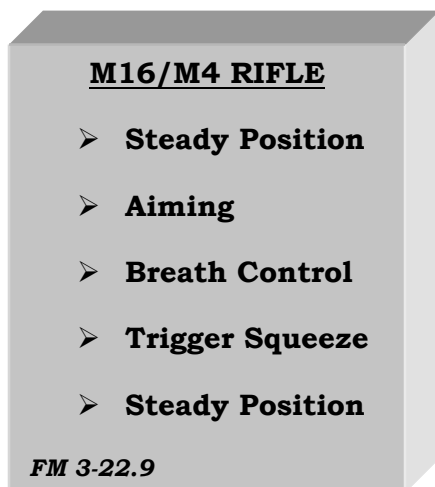 M16/M4 RIFLE
➢ Steady Position
➢ Aiming
➢ Breath Control
➢ Trigger Squeeze
➢ Steady Position
FM 3-22.9